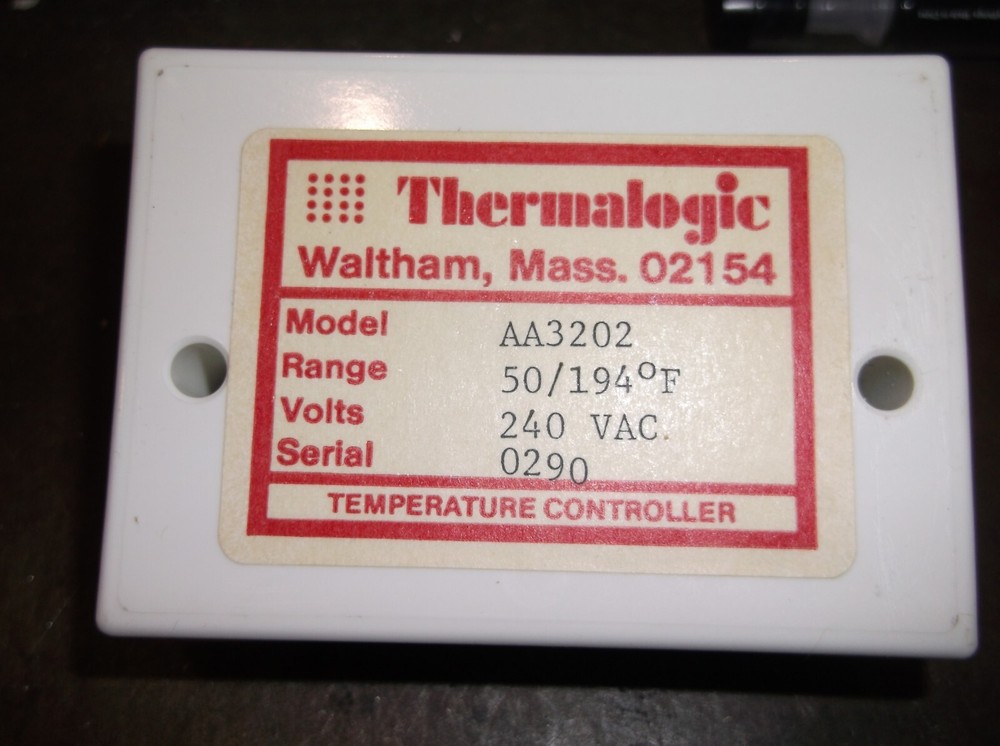 Thermalogic
Waltham, Mass. 02154
Model AA3202
Range 50/194°F
Volts 240 VAC.
Serial 0290
TEMPERATURE CONTROLLER